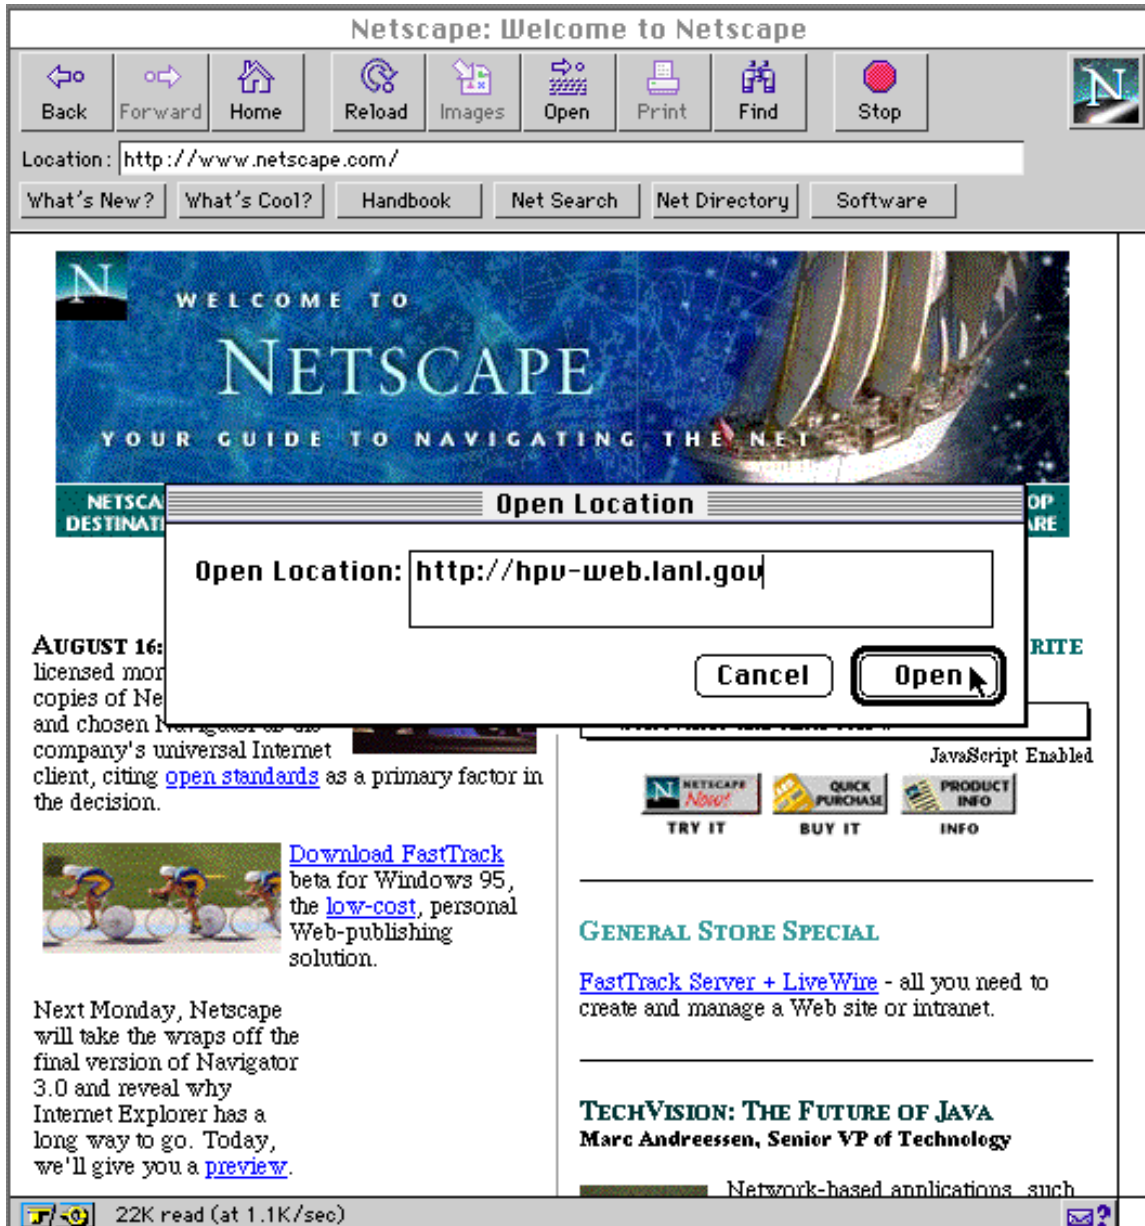 Netscape: Welcome to Netscape
Back Forward Home Reload Images Open Print Find Stop
N
Location: http://www.netscape.com/
What's New? What's Cool? Handbook Net Search Net Directory Software
N
WELCOME TO
NETSCAPE
YOUR GUIDE TO NAVIGATING THE NET
Open Location
Open Location: http://hpv-web.lanl.gov
Cancel Open
AUGUST 16:
licensed
copies of
and chosen
company's universal Internet
client, citing open standards as a primary factor in
the decision.
Download FastTrack
beta for Windows 95,
the low-cost, personal
Web-publishing
solution.
Next Monday, Netscape
will take the wraps off the
final version of Navigator
3.0 and reveal why
Internet Explorer has a
long way to go. Today,
we'll give you a preview.
JavaScript Enabled
N NETSCAPE Now! QUICK PURCHASE PRODUCT INFO
TRY IT BUY IT INFO
GENERAL STORE SPECIAL
FastTrack Server + LiveWire - all you need to
create and manage a Web site or intranet.
TECHVISION: THE FUTURE OF JAVA
Marc Andreessen, Senior VP of Technology
Network-based applications, such
22K read (at 1.1K/sec)
?